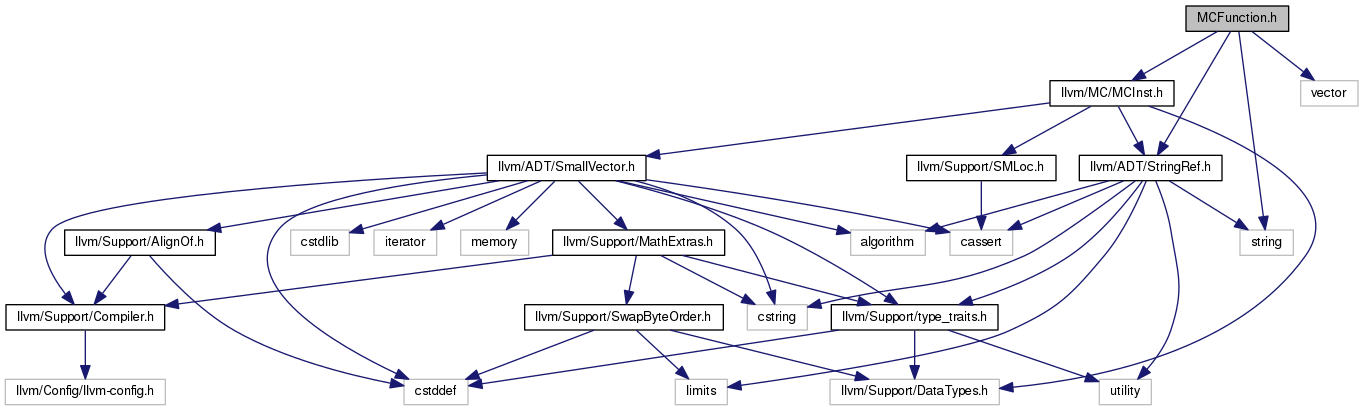 MCFunction.h
llvm/MC/MCInst.h
vector
llvm/ADT/SmallVector.h
llvm/Support/SMLoc.h
llvm/ADT/StringRef.h
llvm/Support/AlignOf.h
cstdlib
iterator
memory
llvm/Support/MathExtras.h
algorithm
cassert
string
llvm/Support/Compiler.h
llvm/Support/SwapByteOrder.h
cstring
llvm/Support/type_traits.h
llvm/Config/llvm-config.h
cstddef
limits
llvm/Support/DataTypes.h
utility